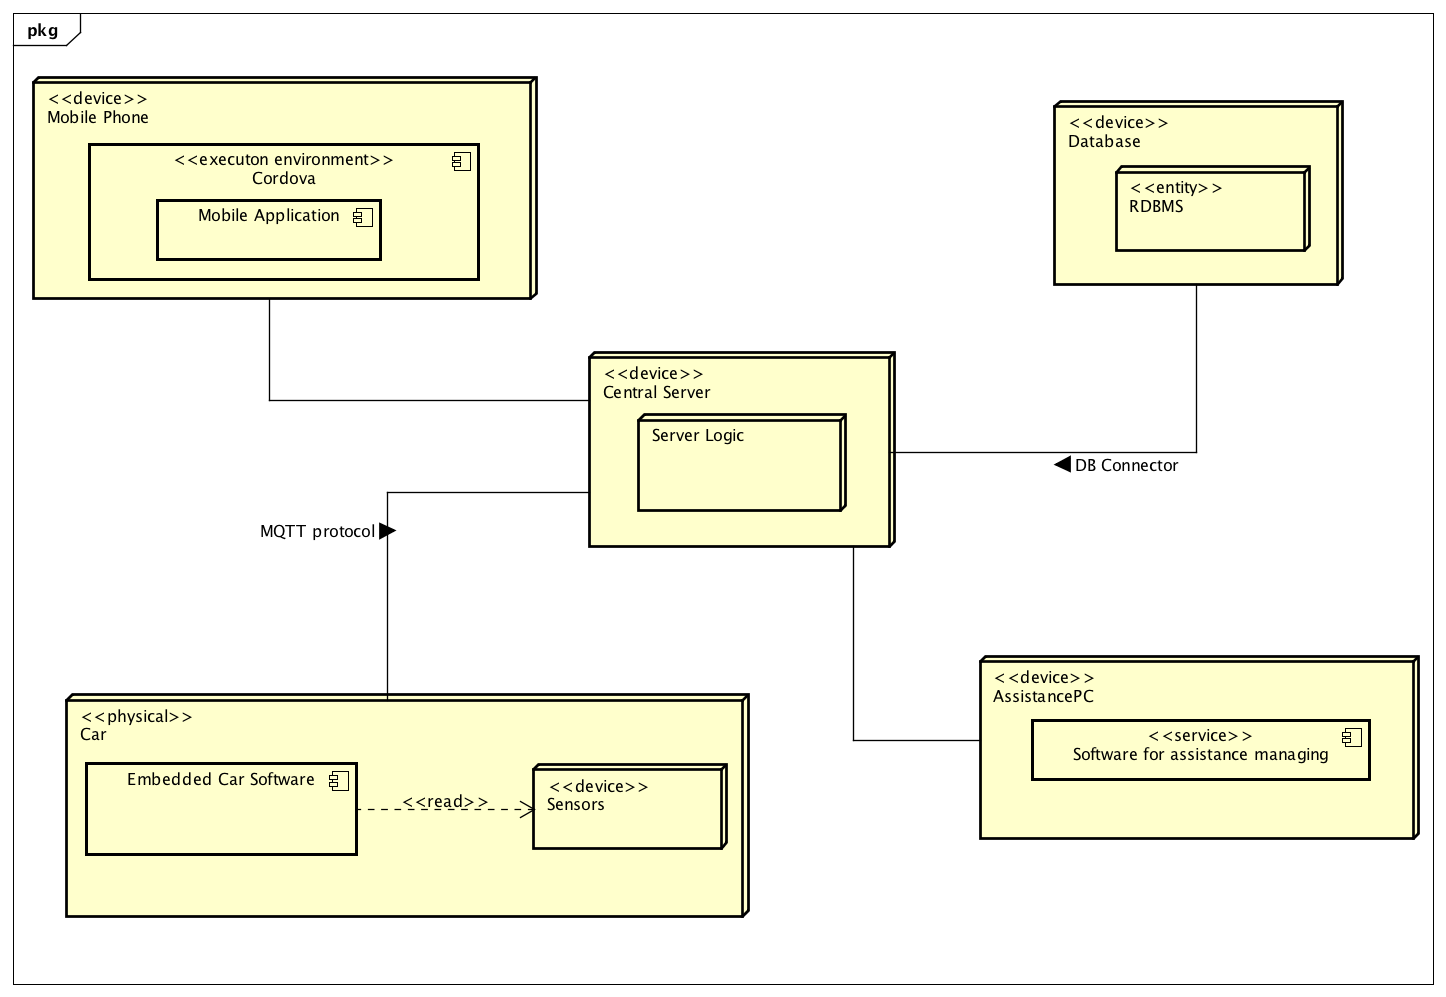 pkg
<<device>>
Mobile Phone
<<executon environment>>
Cordova
Mobile Application
<<device>>
Database
<<entity>>
RDBMS
<<device>>
Central Server
Server Logic
DB Connector
MQTT protocol
<<device>>
AssistancePC
<<service>>
Software for assistance managing
<<physical>>
Car
Embedded Car Software
<<read>>
<<device>>
Sensors